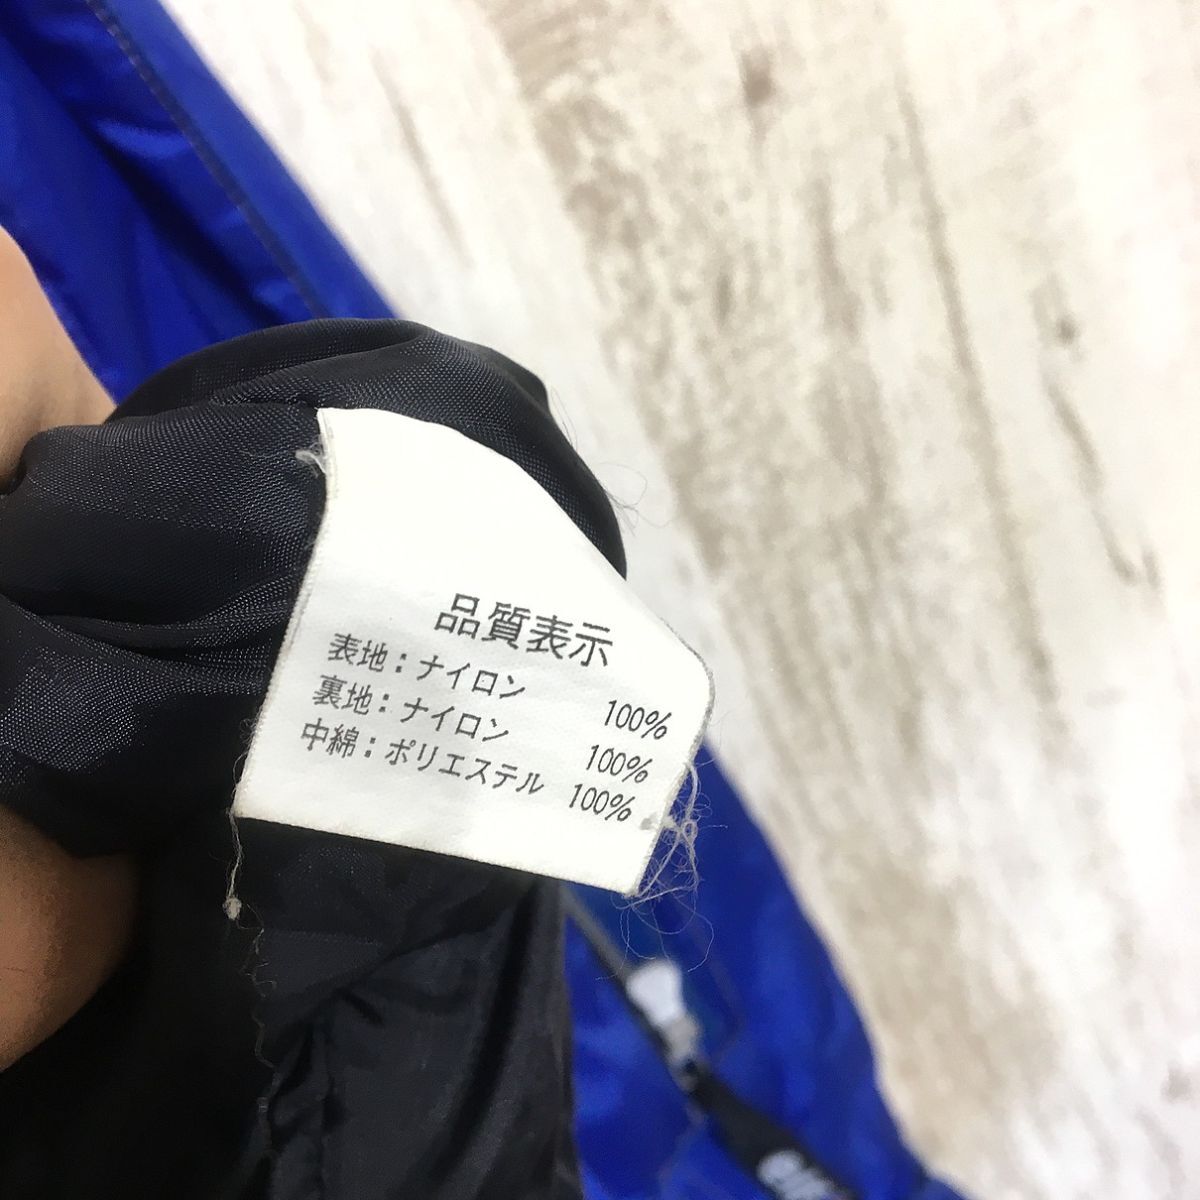 品質表示
表地：ナイロン 100%
裏地：ナイロン 100%
中綿：ポリエステル 100%